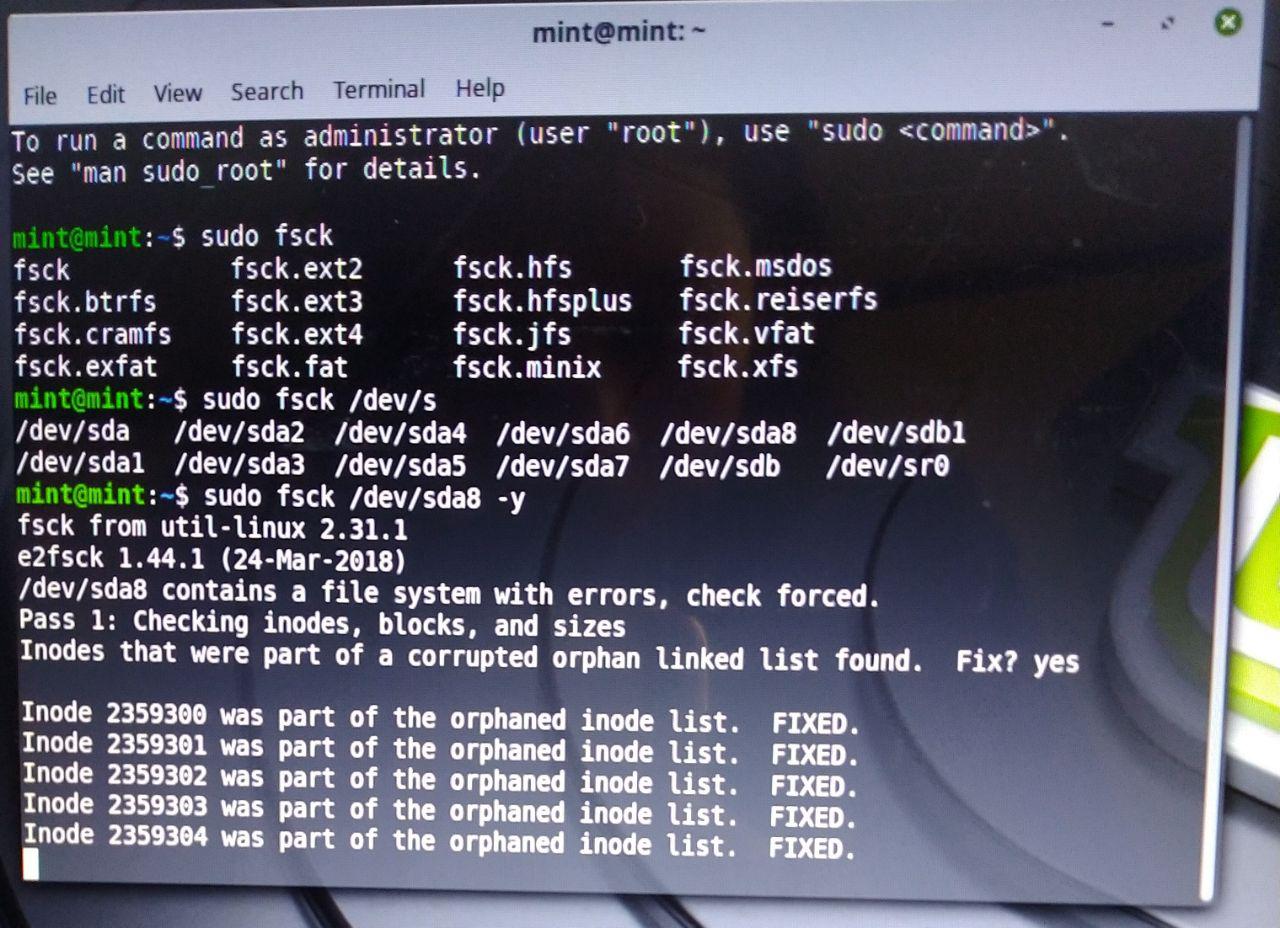 mint@mint: ~
File Edit View Search Terminal Help
To run a command as administrator (user "root"), use "sudo <command>".
See "man sudo_root" for details.
mint@mint:~$ sudo fsck
fsck fsck.ext2 fsck.hfs fsck.msdos
fsck.btrfs fsck.ext3 fsck.hfsplus fsck.reiserfs
fsck.cramfs fsck.ext4 fsck.jfs fsck.vfat
fsck.exfat fsck.fat fsck.minix fsck.xfs
mint@mint:~$ sudo fsck /dev/s
/dev/sda /dev/sda2 /dev/sda4 /dev/sda6 /dev/sda8 /dev/sdb1
/dev/sda1 /dev/sda3 /dev/sda5 /dev/sda7 /dev/sdb /dev/sr0
mint@mint:~$ sudo fsck /dev/sda8 -y
fsck from util-linux 2.31.1
e2fsck 1.44.1 (24-Mar-2018)
/dev/sda8 contains a file system with errors, check forced.
Pass 1: Checking inodes, blocks, and sizes
Inodes that were part of a corrupted orphan linked list found. Fix? yes
Inode 2359300 was part of the orphaned inode list. FIXED.
Inode 2359301 was part of the orphaned inode list. FIXED.
Inode 2359302 was part of the orphaned inode list. FIXED.
Inode 2359303 was part of the orphaned inode list. FIXED.
Inode 2359304 was part of the orphaned inode list. FIXED.